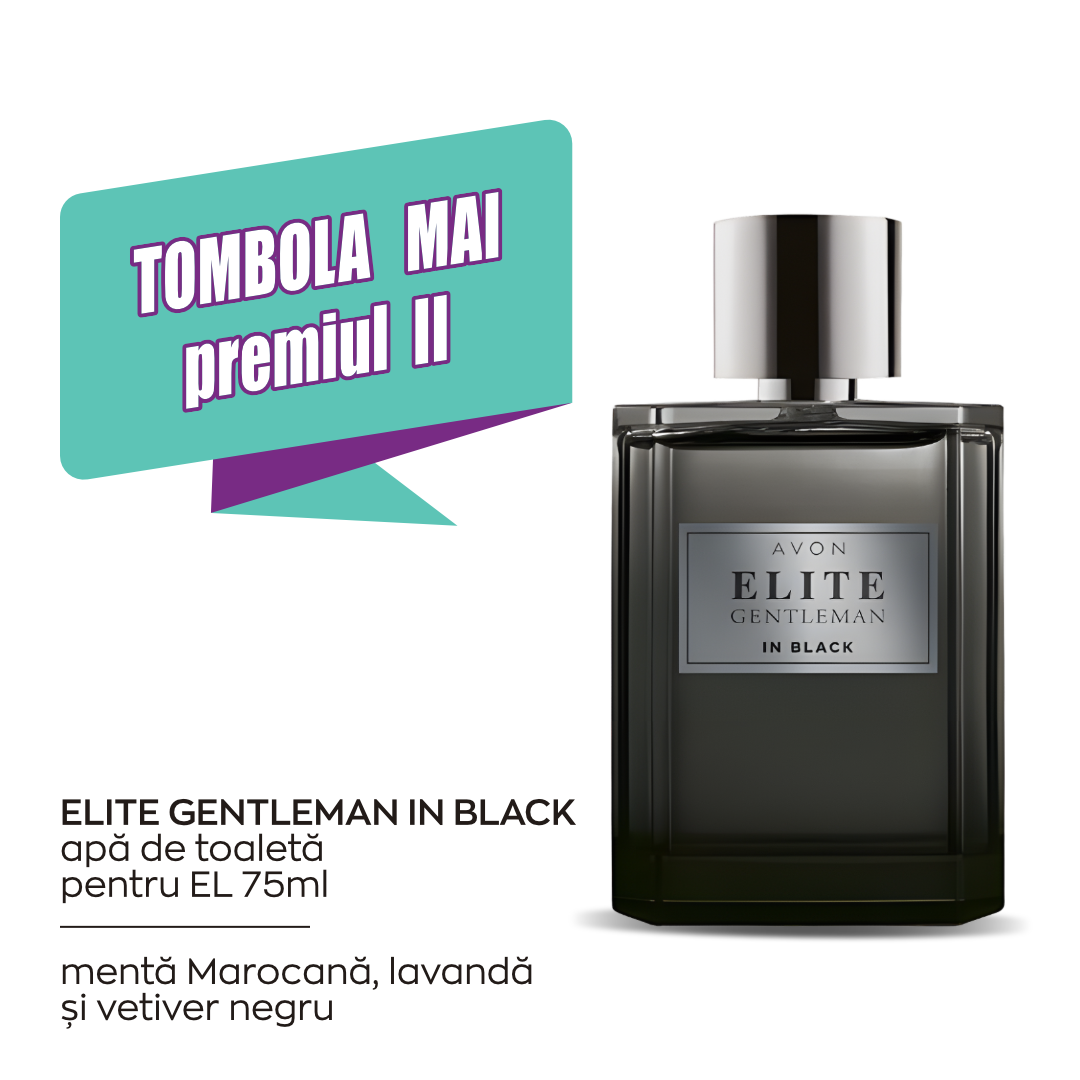 TOMBOLA MAI
premiul II
AVON
ELITE
GENTLEMAN
IN BLACK
ELITE GENTLEMAN IN BLACK
apă de toaletă
pentru EL 75ml
mentă Marocană, lavandă
și vetiver negru